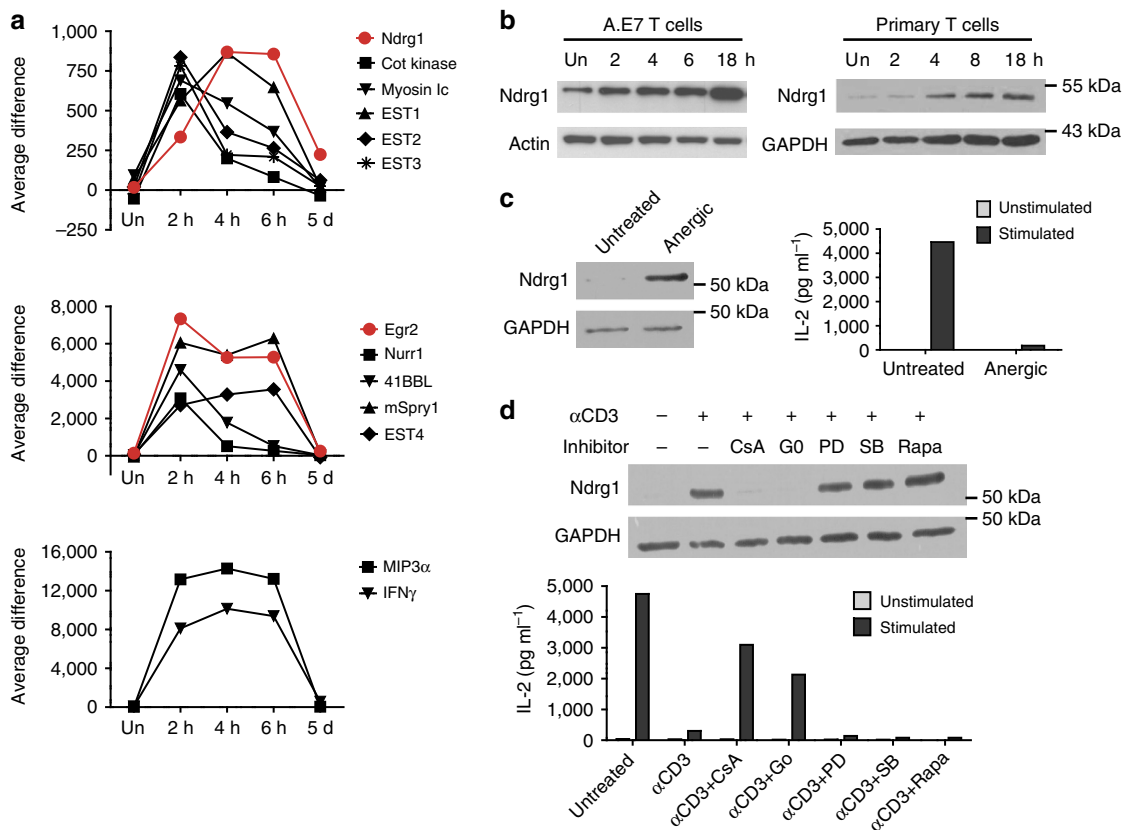 a
1,000
750
500
250
0
−250
Average difference
Un 2 h 4 h 6 h 5 d
Ndrg1
Cot kinase
Myosin Ic
EST1
EST2
EST3
8,000
6,000
4,000
2,000
0
Average difference
Un 2 h 4 h 6 h 5 d
Egr2
Nurr1
41BBL
mSpry1
EST4
16,000
12,000
8,000
4,000
0
Average difference
Un 2 h 4 h 6 h 5 d
MIP3α
IFNγ
b
A.E7 T cells
Un 2 4 6 18 h
Ndrg1
Actin
Primary T cells
Un 2 4 8 18 h
Ndrg1
55 kDa
GAPDH
43 kDa
c
Untreated
Anergic
Ndrg1
50 kDa
GAPDH
50 kDa
Unstimulated
Stimulated
5,000
4,000
3,000
2,000
1,000
0
IL-2 (pg ml⁻¹)
Untreated Anergic
d
αCD3 − + + + + + +
Inhibitor − − CsA G0 PD SB Rapa
Ndrg1
50 kDa
GAPDH
50 kDa
5,000
4,000
3,000
2,000
1,000
0
IL-2 (pg ml⁻¹)
Unstimulated
Stimulated
Untreated
αCD3
αCD3+CsA
αCD3+Go
αCD3+PD
αCD3+SB
αCD3+Rapa